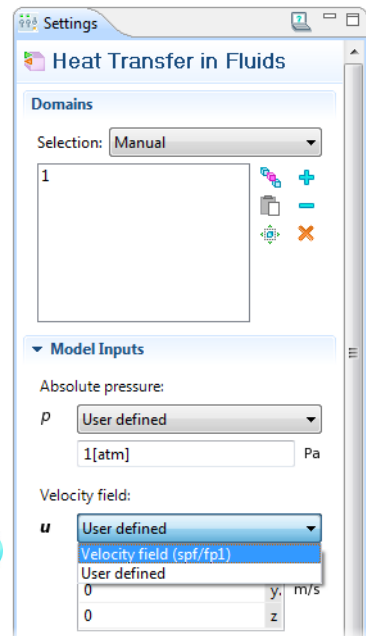 Settings
Heat Transfer in Fluids
Domains
Selection: Manual
1
Model Inputs
Absolute pressure:
p User defined
1[atm] Pa
Velocity field:
u User defined
Velocity field (spf/fp1)
User defined
0 y. m/s
0 z